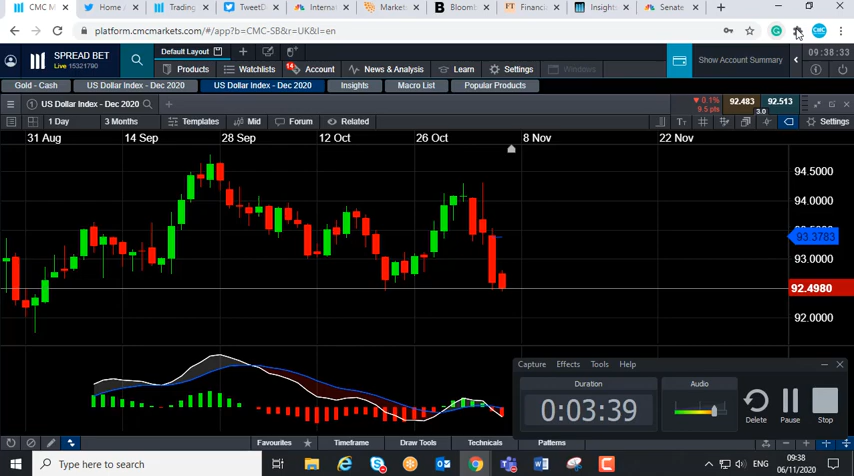 CMC M
Home /
Trading
TweetD
Internal
Markets
Bloomb
Financi
Insights
Senate
platform.cmcmarkets.com/#/app?b=CMC-SB&r=UK&l=en
CMC
SPREAD BET
Live 15321790
Default Layout
Products
Watchlists
14
Account
News & Analysis
Learn
Settings
Windows
Show Account Summary
09:38:33
Gold - Cash
US Dollar Index - Dec 2020
US Dollar Index - Dec 2020
Insights
Macro List
Popular Products
1 US Dollar Index - Dec 2020
0.1%
9.5 pts
92.483
92.513
3.0
1 Day
3 Months
Templates
Mid
Forum
Related
Settings
31 Aug
14 Sep
28 Sep
12 Oct
26 Oct
8 Nov
22 Nov
94.5000
94.0000
93.3783
93.0000
92.4980
92.0000
Capture Effects Tools Help
Duration
0:03:39
Audio
Delete
Pause
Stop
Favourites
Timeframe
Draw Tools
Technicals
Patterns
Type here to search
ENG
09:38
06/11/2020